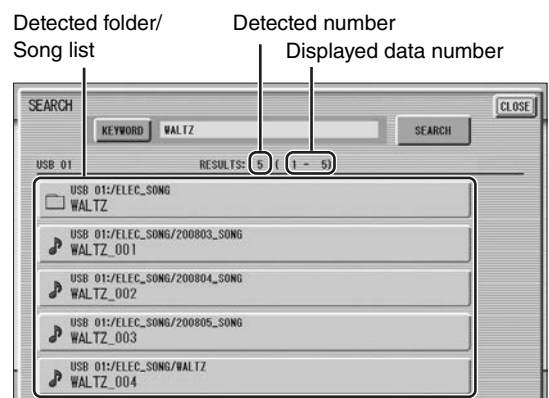 Detected folder/
Song list
Detected number
Displayed data number
SEARCH
CLOSE
KEYWORD
WALTZ
SEARCH
USB 01
RESULTS: 5 ( 1 - 5)
USB 01:/ELEC_SONG
WALTZ
USB 01:/ELEC_SONG/200803_SONG
WALTZ_001
USB 01:/ELEC_SONG/200804_SONG
WALTZ_002
USB 01:/ELEC_SONG/200805_SONG
WALTZ_003
USB 01:/ELEC_SONG/WALTZ
WALTZ_004